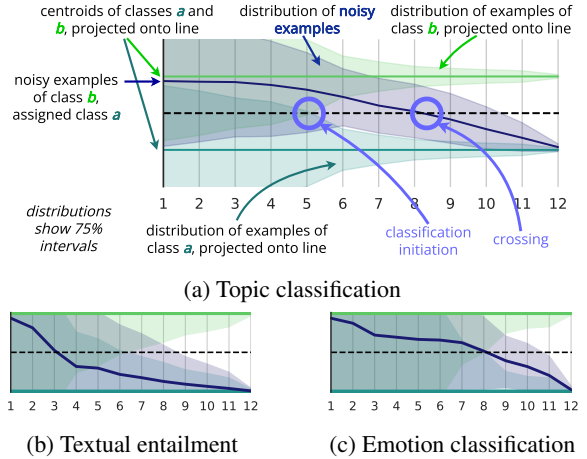 centroids of classes a and
b, projected onto line
distribution of noisy
examples
distribution of examples of
class b, projected onto line
noisy examples
of class b,
assigned class a
distributions
show 75%
intervals
1 2 3 4 5 6 7 8 9 10 11 12
distribution of examples of
class a, projected onto line
classification
initiation
crossing
(a) Topic classification
1 2 3 4 5 6 7 8 9 10 11 12
1 2 3 4 5 6 7 8 9 10 11 12
(b) Textual entailment
(c) Emotion classification